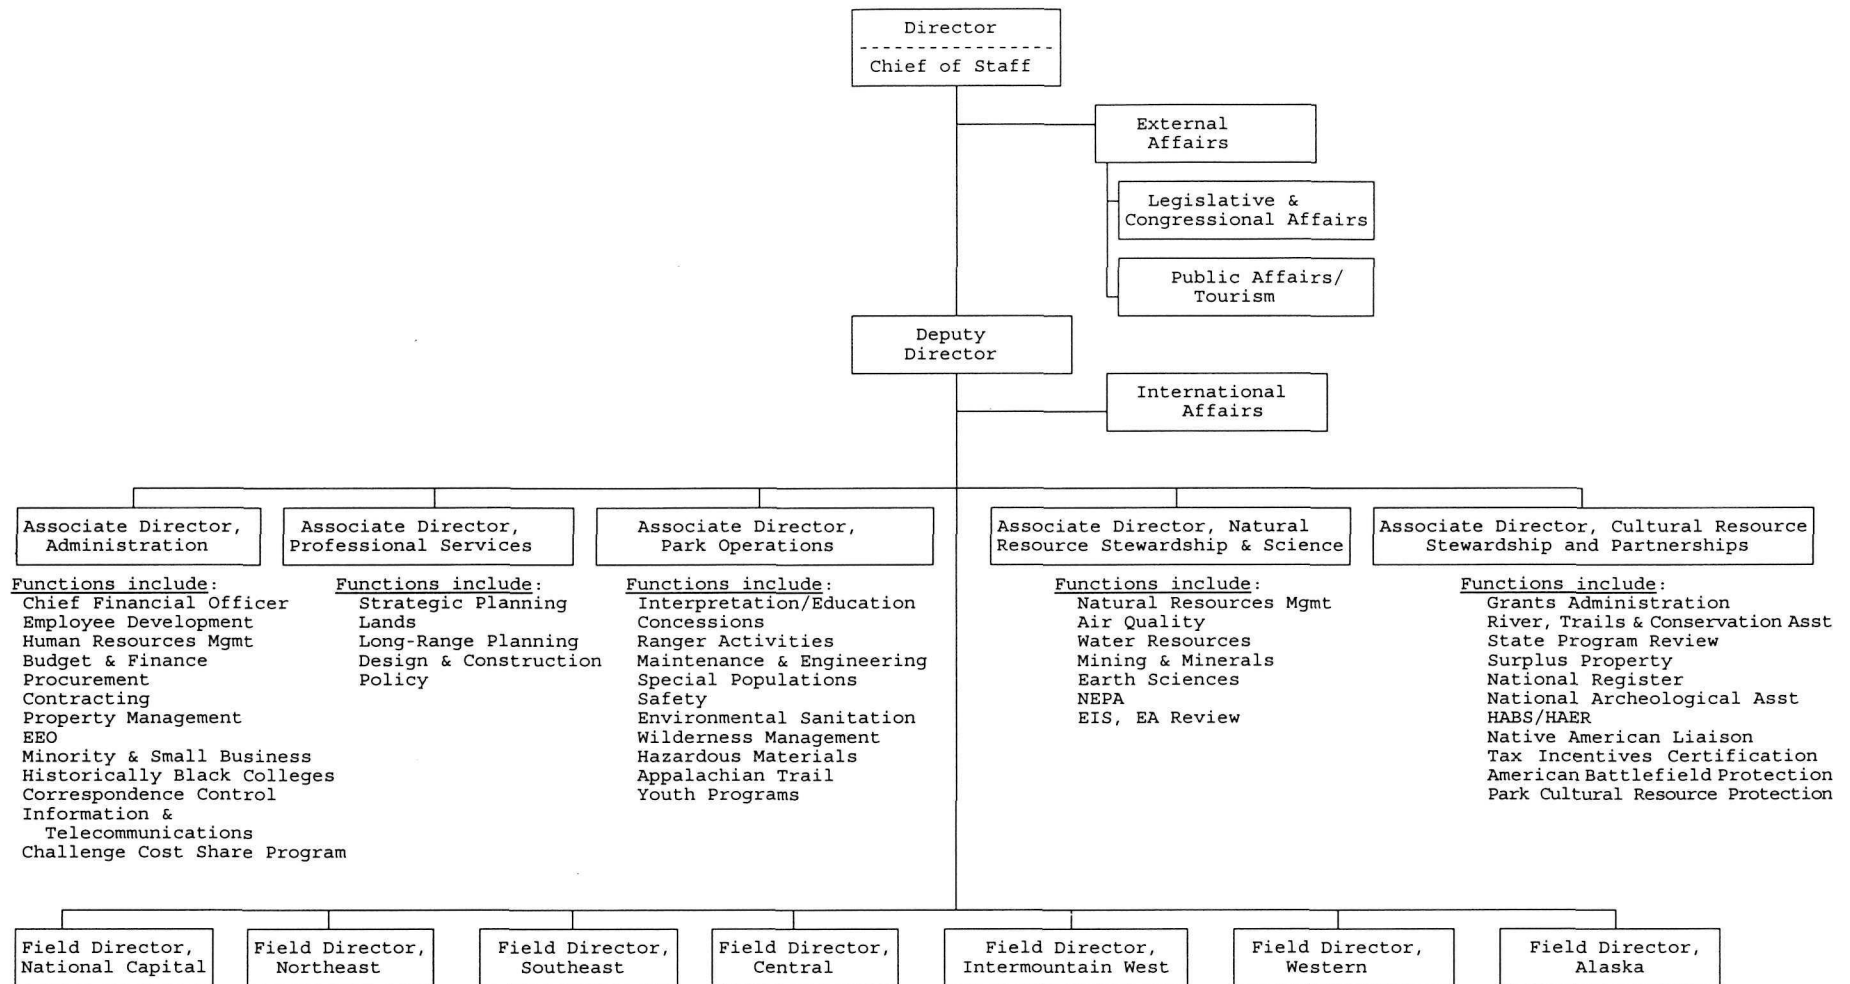 Director
Chief of Staff
External
Affairs
Legislative &
Congressional Affairs
Public Affairs/
Tourism
Deputy
Director
International
Affairs
Associate Director,
Administration
Functions include:
Chief Financial Officer
Employee Development
Human Resources Mgmt
Budget & Finance
Procurement
Contracting
Property Management
EEO
Minority & Small Business
Historically Black Colleges
Correspondence Control
Information &
Telecommunications
Challenge Cost Share Program
Associate Director,
Professional Services
Functions include:
Strategic Planning
Lands
Long-Range Planning
Design & Construction
Policy
Associate Director,
Park Operations
Functions include:
Interpretation/Education
Concessions
Ranger Activities
Maintenance & Engineering
Special Populations
Safety
Environmental Sanitation
Wilderness Management
Hazardous Materials
Appalachian Trail
Youth Programs
Associate Director, Natural
Resource Stewardship & Science
Functions include:
Natural Resources Mgmt
Air Quality
Water Resources
Mining & Minerals
Earth Sciences
NEPA
EIS, EA Review
Associate Director, Cultural Resource
Stewardship and Partnerships
Functions include:
Grants Administration
River, Trails & Conservation Asst
State Program Review
Surplus Property
National Register
National Archeological Asst
HABS/HAER
Native American Liaison
Tax Incentives Certification
American Battlefield Protection
Park Cultural Resource Protection
Field Director,
National Capital
Field Director,
Northeast
Field Director,
Southeast
Field Director,
Central
Field Director,
Intermountain West
Field Director,
Western
Field Director,
Alaska